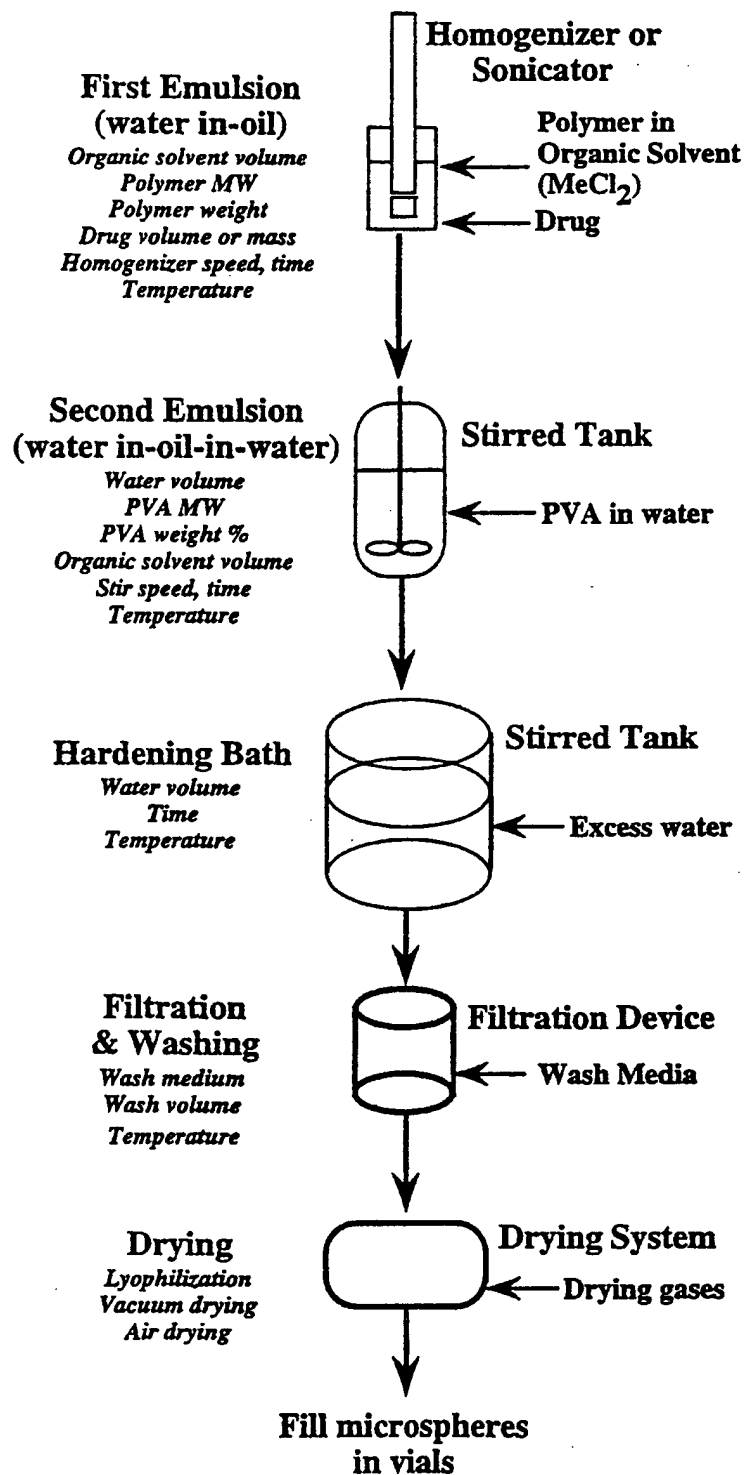 Homogenizer or
Sonicator
First Emulsion
(water in-oil)
Organic solvent volume
Polymer MW
Polymer weight
Drug volume or mass
Homogenizer speed, time
Temperature
Polymer in
Organic Solvent
(MeCl2)
Drug
Second Emulsion
(water in-oil-in-water)
Water volume
PVA MW
PVA weight %
Organic solvent volume
Stir speed, time
Temperature
Stirred Tank
PVA in water
Hardening Bath
Water volume
Time
Temperature
Stirred Tank
Excess water
Filtration
& Washing
Wash medium
Wash volume
Temperature
Filtration Device
Wash Media
Drying
Lyophilization
Vacuum drying
Air drying
Drying System
Drying gases
Fill microspheres
in vials